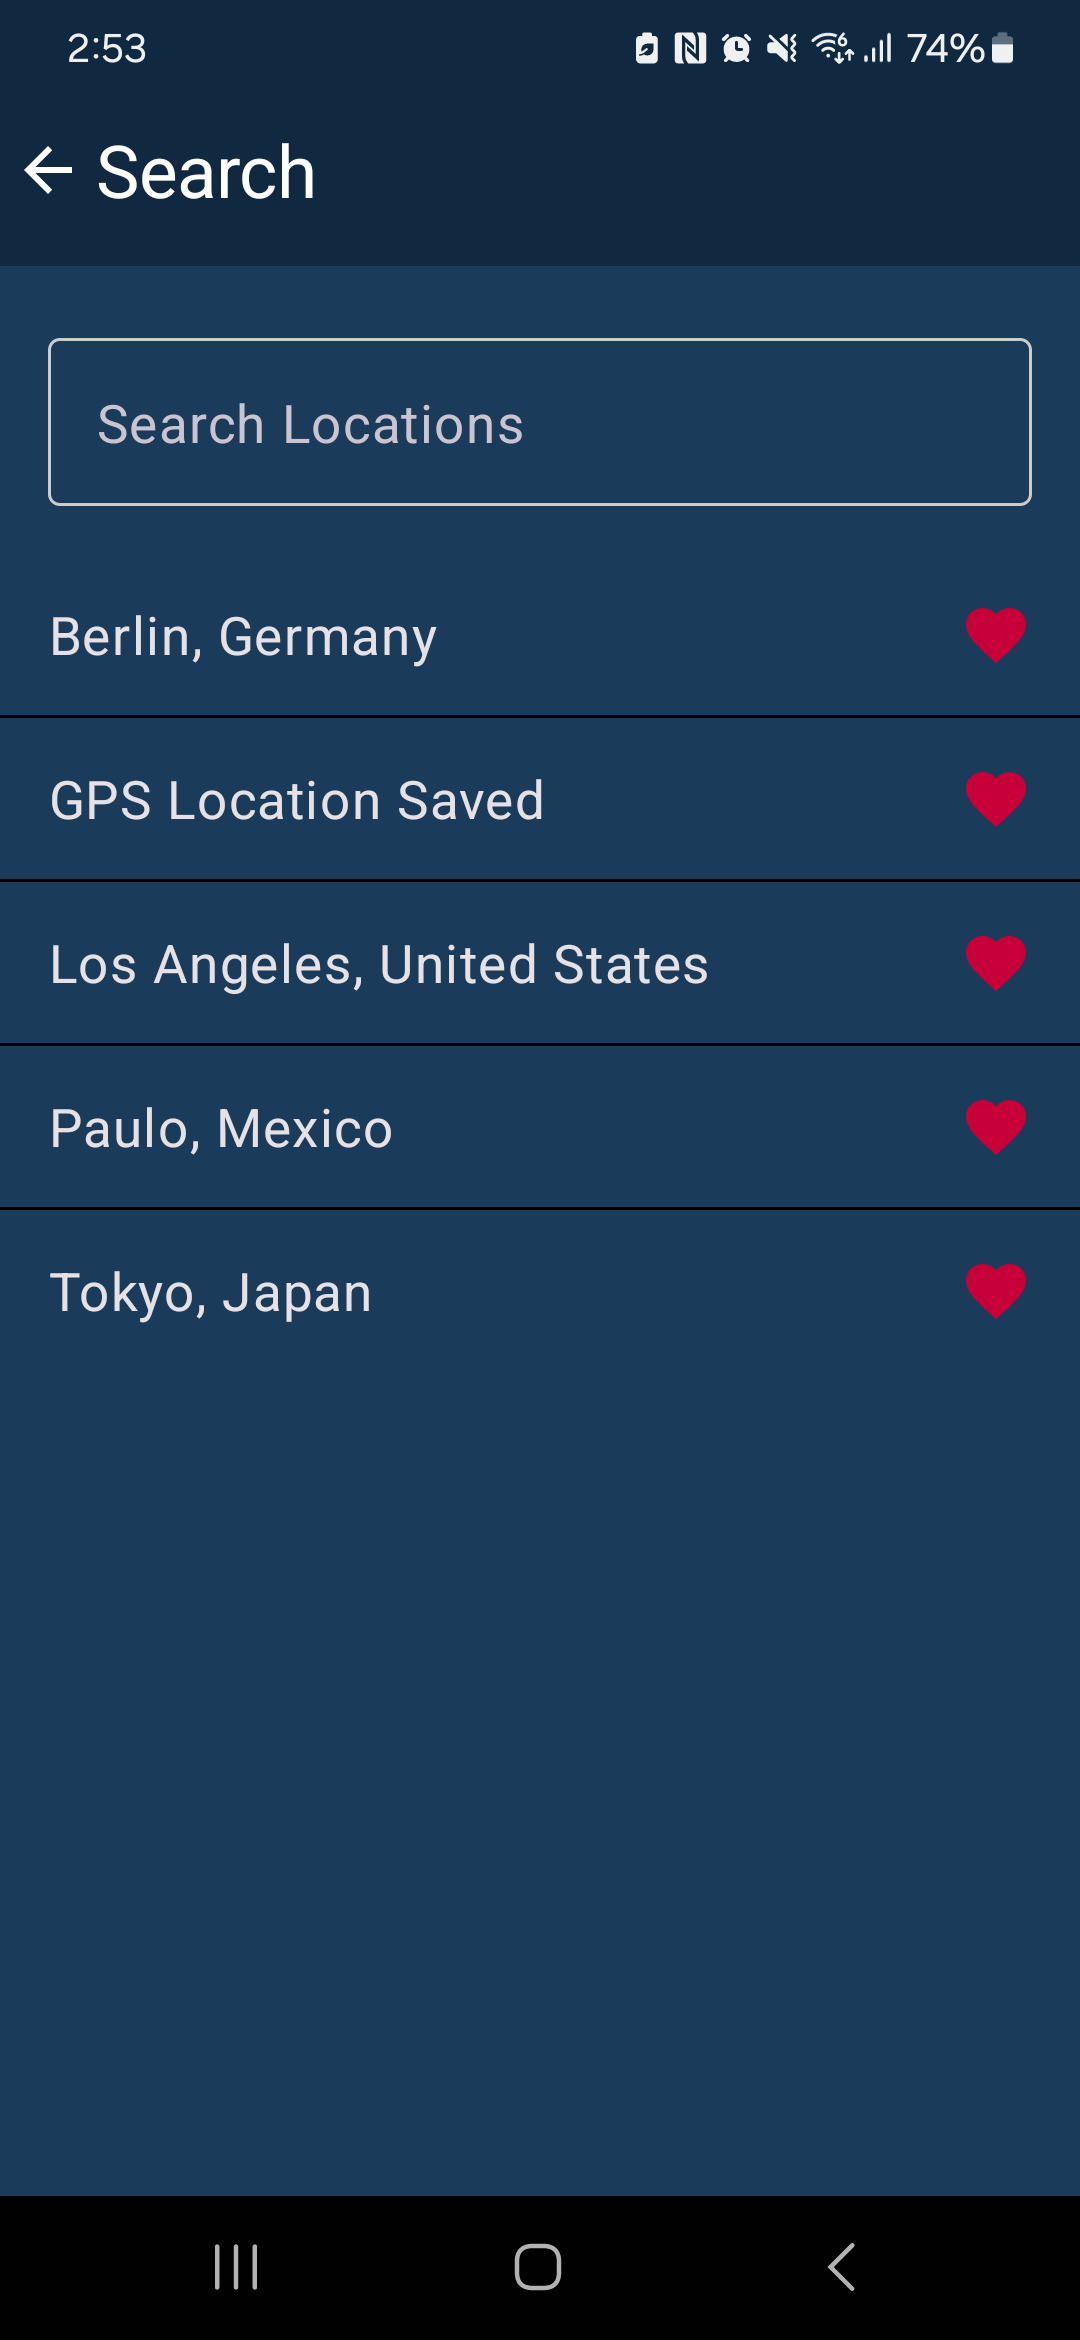 2:53
74%
Search
Search Locations
Berlin, Germany
GPS Location Saved
Los Angeles, United States
Paulo, Mexico
Tokyo, Japan